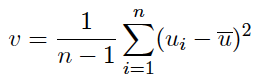 v = \frac{1}{n-1} \sum_{i=1}^{n} (u_i - \overline{u})^2